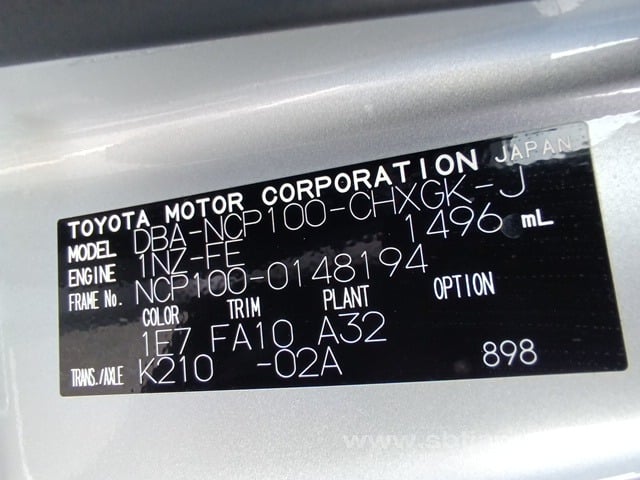 TOYOTA MOTOR CORPORATION JAPAN
MODEL DBA-NCP100-CHXGK-J
ENGINE 1NZ-FE 1496 mL
FRAME No. NCP100-0148194
COLOR TRIM PLANT OPTION
1E7 FA10 A32
TRANS./AXLE K210 -02A 898